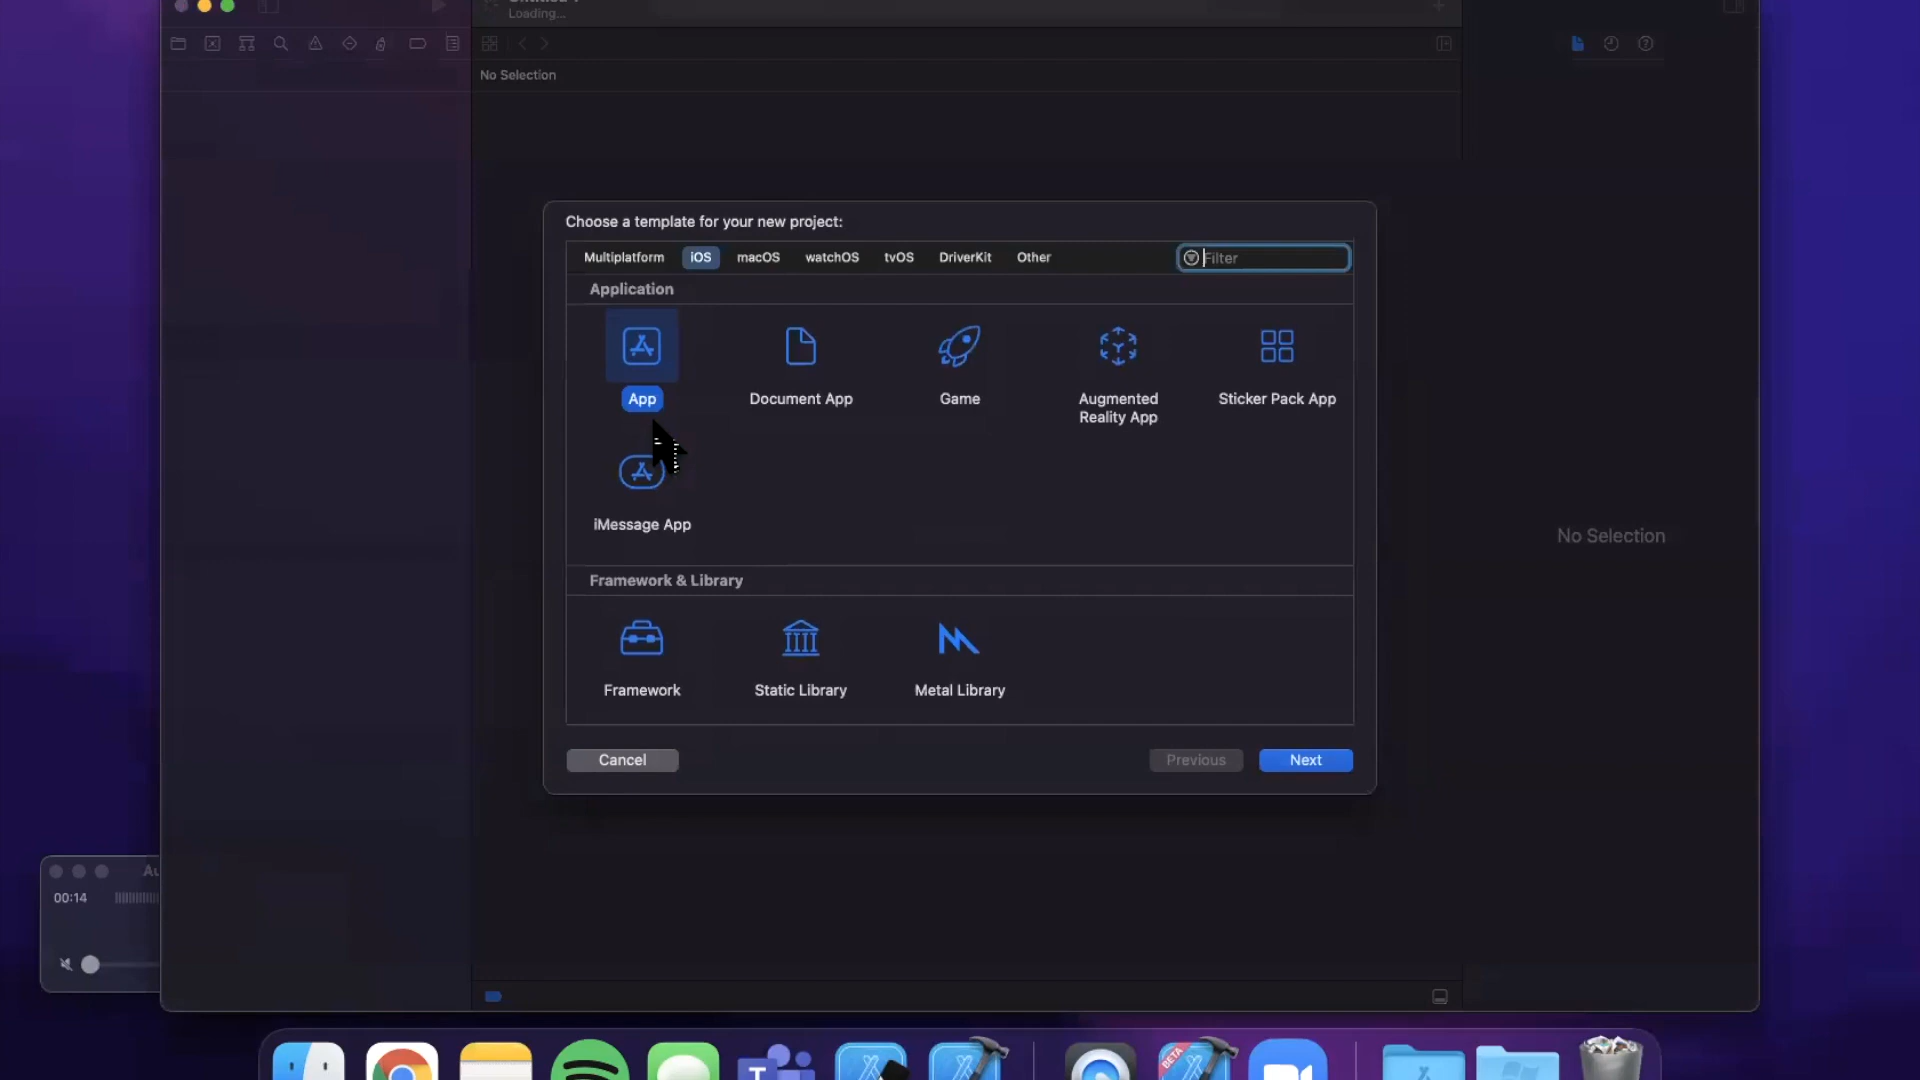 Loading...
No Selection
Choose a template for your new project:
Multiplatform iOS macOS watchOS tvOS DriverKit Other Filter
Application
App Document App Game Augmented Reality App Sticker Pack App
iMessage App
No Selection
Framework & Library
Framework Static Library Metal Library
Cancel Previous Next
00:14
BETA
T